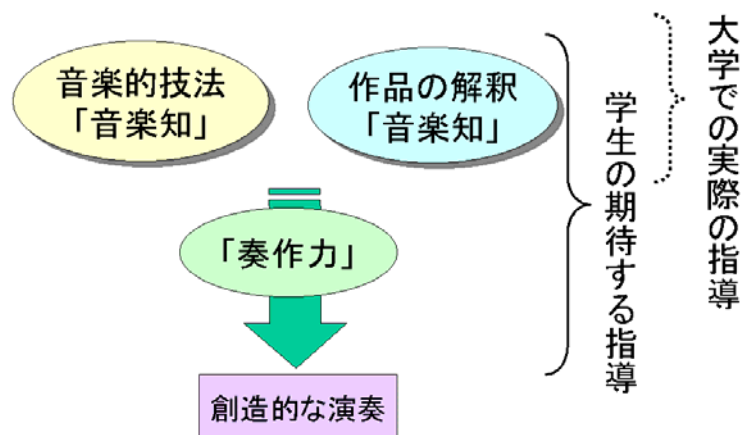 音楽的技法
「音楽知」
作品の解釈
「音楽知」
「奏作力」
創造的な演奏
学生の期待する指導
大学での実際の指導